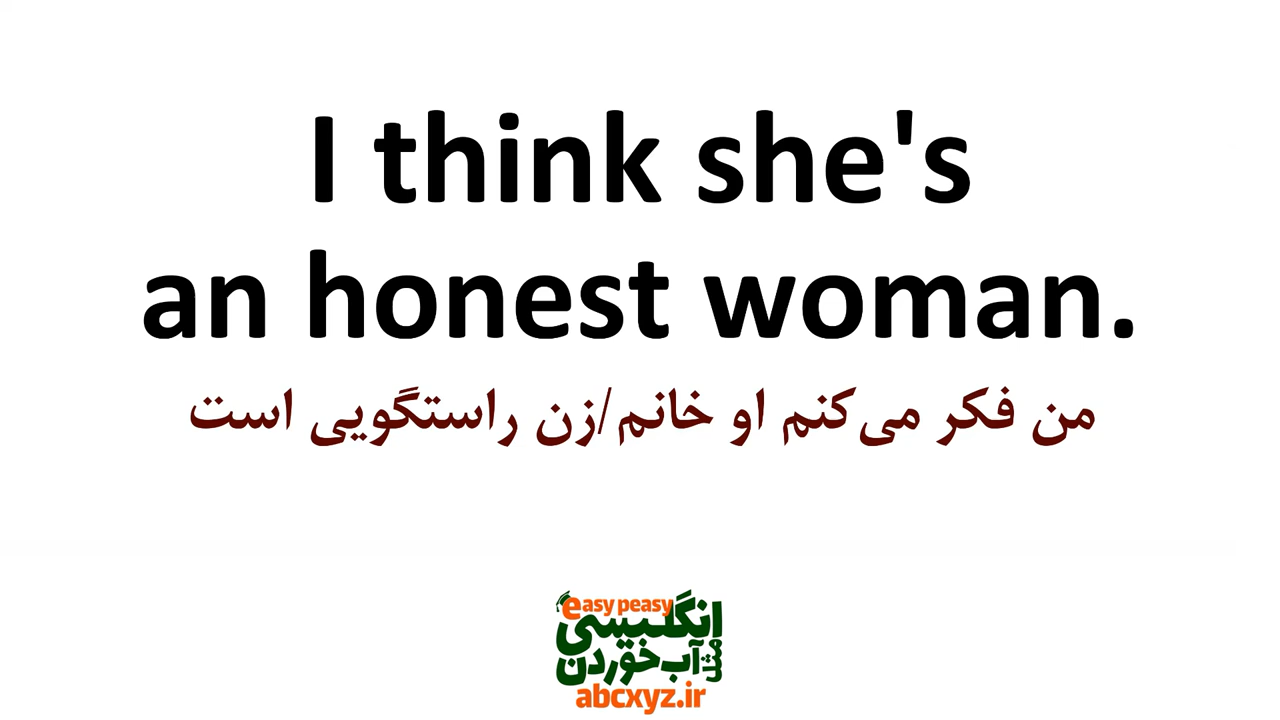 I think she's
an honest woman.
من فکر می‌کنم او خانم/زن راستگویی است
easy peasy
انگلیسی
مثل آب خوردن
abcxyz.ir